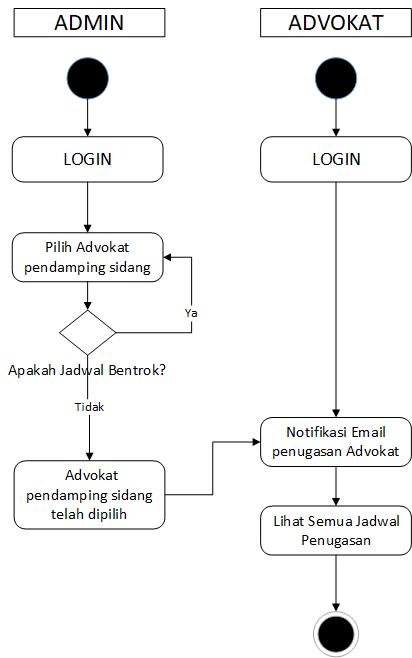 ADMIN
ADVOKAT
LOGIN
LOGIN
Pilih Advokat
pendamping sidang
Ya
Apakah Jadwal Bentrok?
Tidak
Notifikasi Email
penugasan Advokat
Advokat
pendamping sidang
telah dipilih
Lihat Semua Jadwal
Penugasan